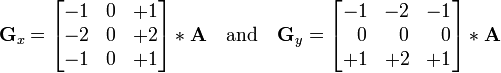 G_x = [−1 0 +1; −2 0 +2; −1 0 +1] * A and G_y = [−1 −2 −1; 0 0 0; +1 +2 +1] * A